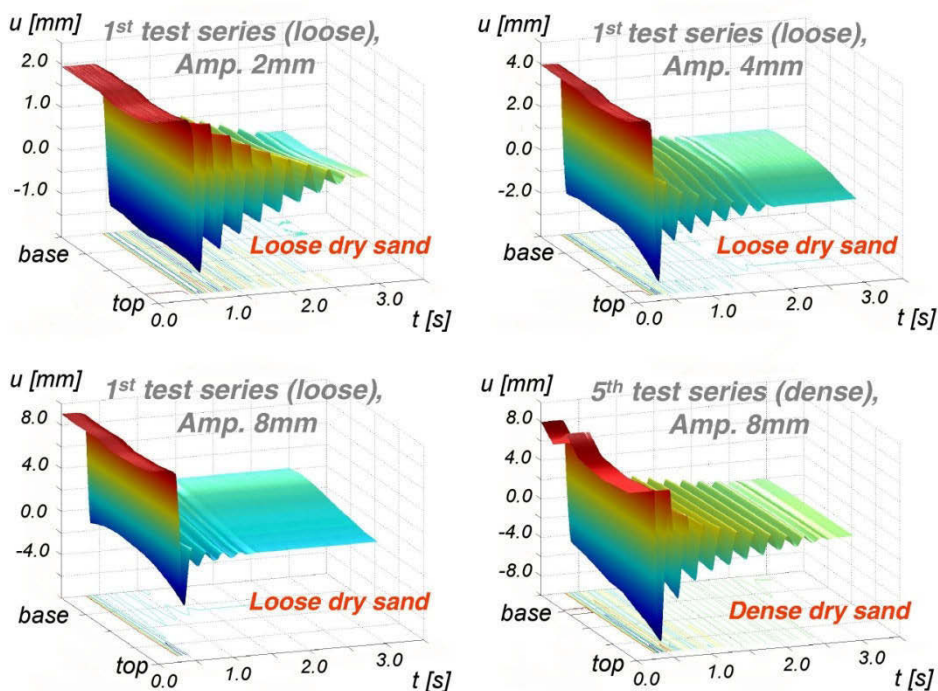 u [mm]
1st test series (loose),
Amp. 2mm
2.0
1.0
0.0
-1.0
base
top
Loose dry sand
0.0
1.0
2.0
3.0
t [s]
u [mm]
1st test series (loose),
Amp. 4mm
4.0
2.0
0.0
-2.0
base
top
Loose dry sand
0.0
1.0
2.0
3.0
t [s]
u [mm]
1st test series (loose),
Amp. 8mm
8.0
4.0
0.0
-4.0
base
top
Loose dry sand
0.0
1.0
2.0
3.0
t [s]
u [mm]
5th test series (dense),
Amp. 8mm
8.0
4.0
0.0
-4.0
-8.0
base
top
Dense dry sand
0.0
1.0
2.0
3.0
t [s]